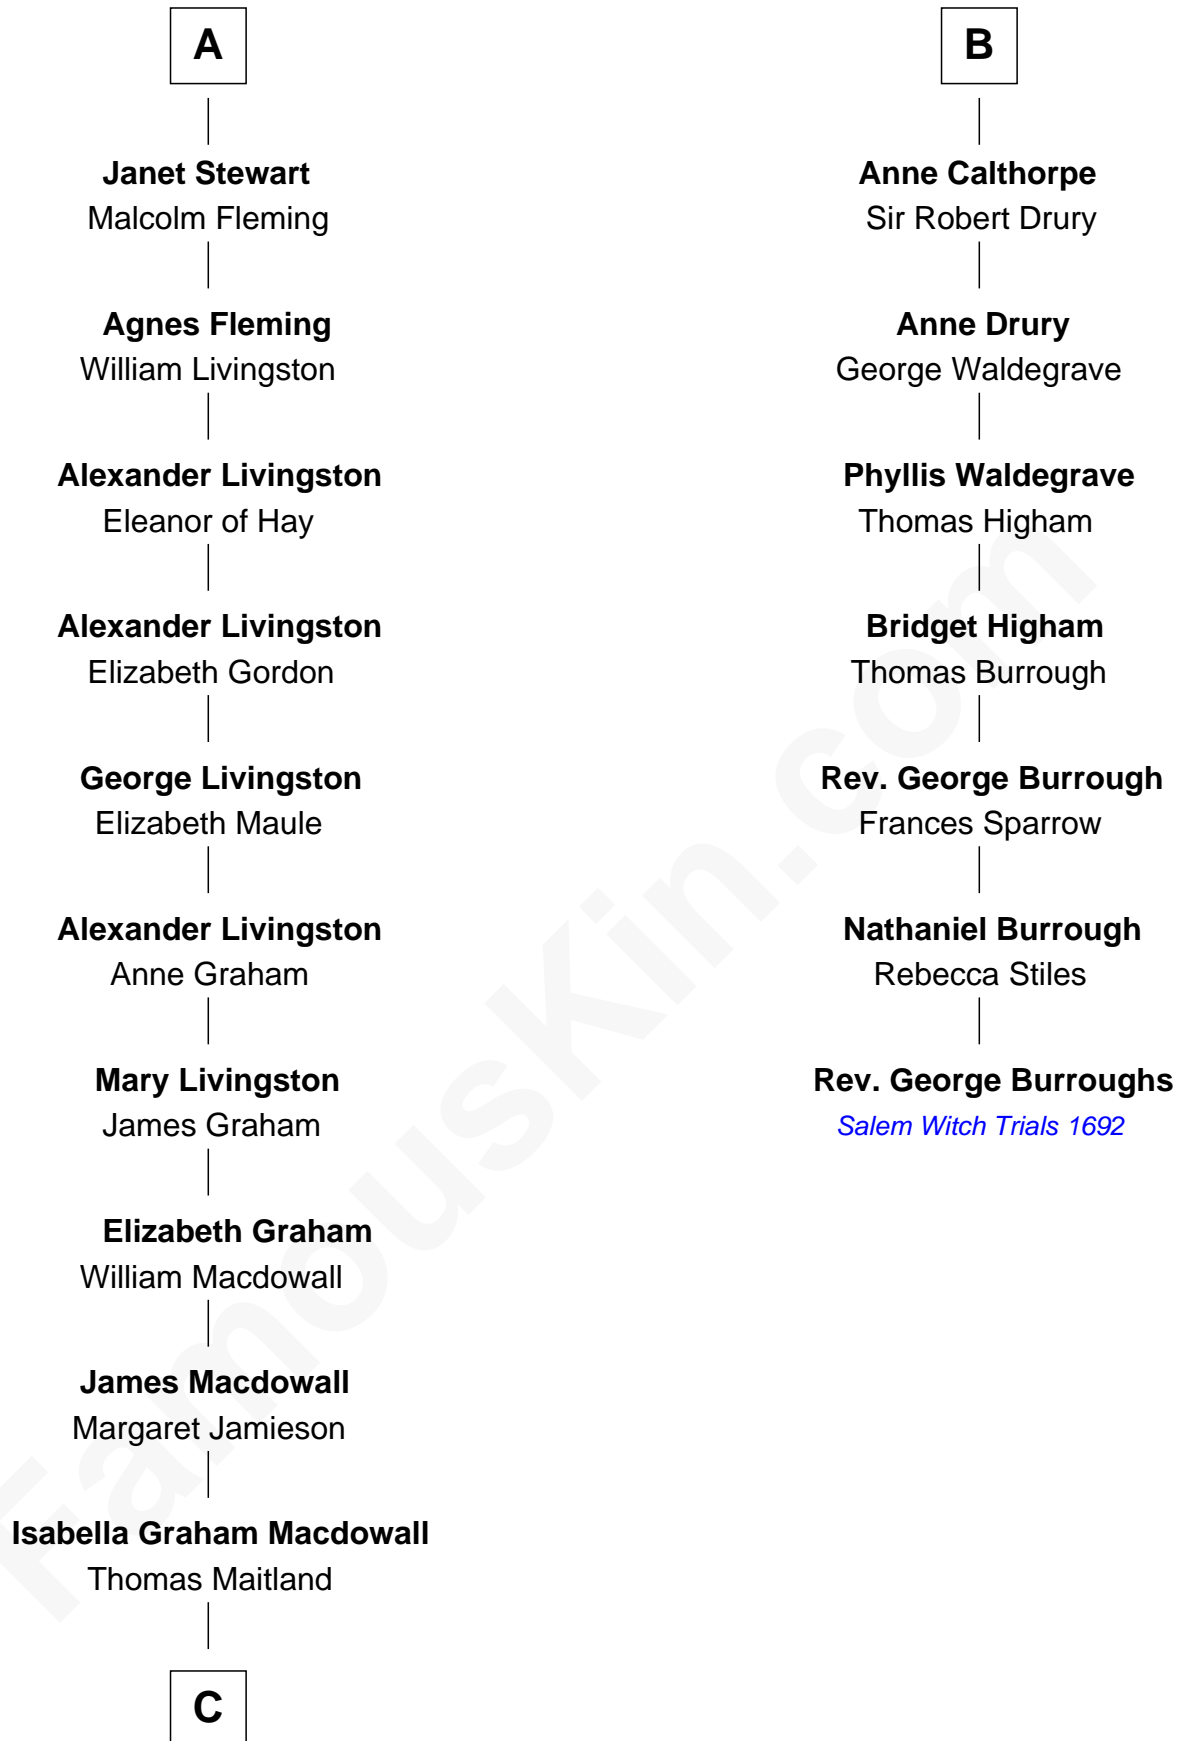 A
Janet Stewart
Malcolm Fleming
Agnes Fleming
William Livingston
Alexander Livingston
Eleanor of Hay
Alexander Livingston
Elizabeth Gordon
George Livingston
Elizabeth Maule
Alexander Livingston
Anne Graham
Mary Livingston
James Graham
Elizabeth Graham
William Macdowall
James Macdowall
Margaret Jamieson
Isabella Graham Macdowall
Thomas Maitland
C
B
Anne Calthorpe
Sir Robert Drury
Anne Drury
George Waldegrave
Phyllis Waldegrave
Thomas Higham
Bridget Higham
Thomas Burrough
Rev. George Burrough
Frances Sparrow
Nathaniel Burrough
Rebecca Stiles
Rev. George Burroughs
Salem Witch Trials 1692
FamousKin.com